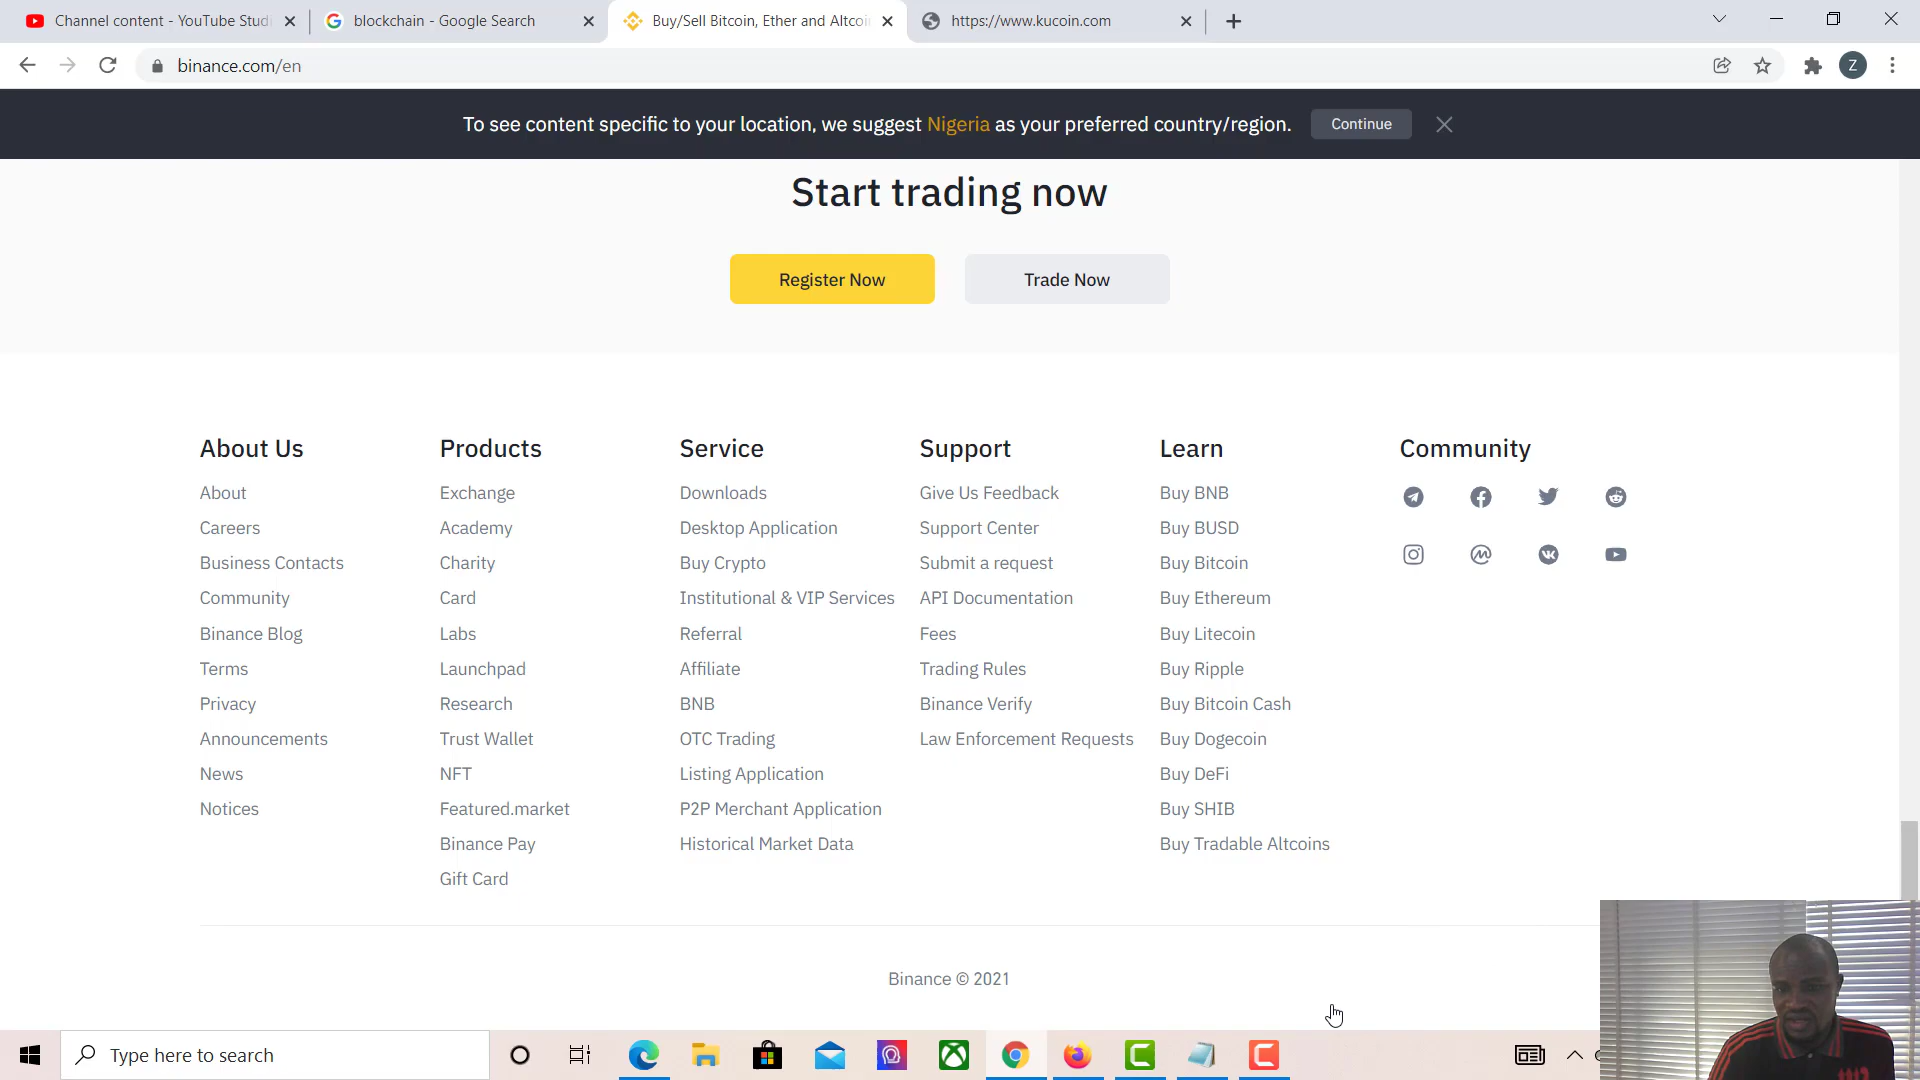 Channel content - YouTube Studi
blockchain - Google Search
Buy/Sell Bitcoin, Ether and Altcoin
https://www.kucoin.com
binance.com/en
Z
To see content specific to your location, we suggest Nigeria as your preferred country/region.
Continue
Start trading now
Register Now
Trade Now
About Us
About
Careers
Business Contacts
Community
Binance Blog
Terms
Privacy
Announcements
News
Notices
Products
Exchange
Academy
Charity
Card
Labs
Launchpad
Research
Trust Wallet
NFT
Featured.market
Binance Pay
Gift Card
Service
Downloads
Desktop Application
Buy Crypto
Institutional & VIP Services
Referral
Affiliate
BNB
OTC Trading
Listing Application
P2P Merchant Application
Historical Market Data
Support
Give Us Feedback
Support Center
Submit a request
API Documentation
Fees
Trading Rules
Binance Verify
Law Enforcement Requests
Learn
Buy BNB
Buy BUSD
Buy Bitcoin
Buy Ethereum
Buy Litecoin
Buy Ripple
Buy Bitcoin Cash
Buy Dogecoin
Buy DeFi
Buy SHIB
Buy Tradable Altcoins
Community
Binance © 2021
Type here to search